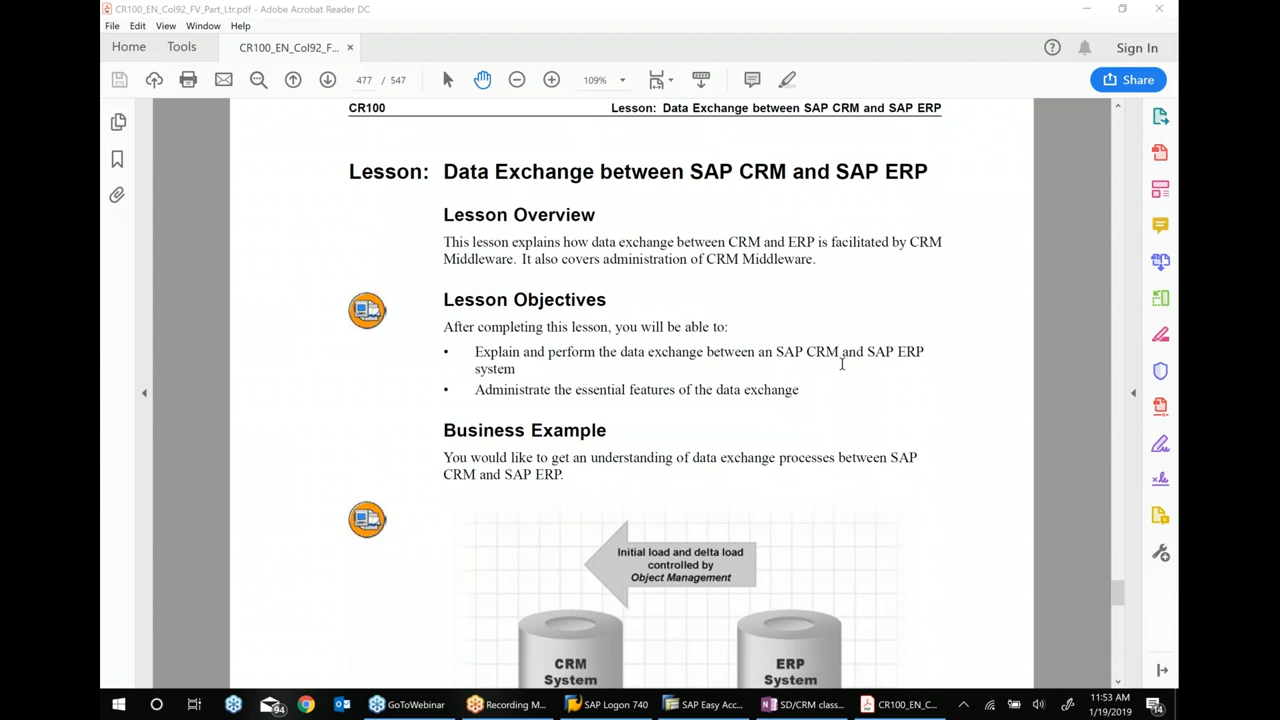 CR100_EN_Col92_FV_Part_Ltr.pdf - Adobe Acrobat Reader DC
File Edit View Window Help
Home Tools CR100_EN_Col92_F... × Sign In
477 / 547 109% Share
CR100 Lesson: Data Exchange between SAP CRM and SAP ERP
Lesson: Data Exchange between SAP CRM and SAP ERP
Lesson Overview
This lesson explains how data exchange between CRM and ERP is facilitated by CRM
Middleware. It also covers administration of CRM Middleware.
Lesson Objectives
After completing this lesson, you will be able to:
• Explain and perform the data exchange between an SAP CRM and SAP ERP
system
• Administrate the essential features of the data exchange
Business Example
You would like to get an understanding of data exchange processes between SAP
CRM and SAP ERP.
Initial load and delta load
controlled by
Object Management
CRM
System
ERP
System
94 GoToWebinar Recording M... SAP Logon 740 SAP Easy Acc... SD/CRM class... CR100_EN_C... 11:53 AM
1/19/2019 14